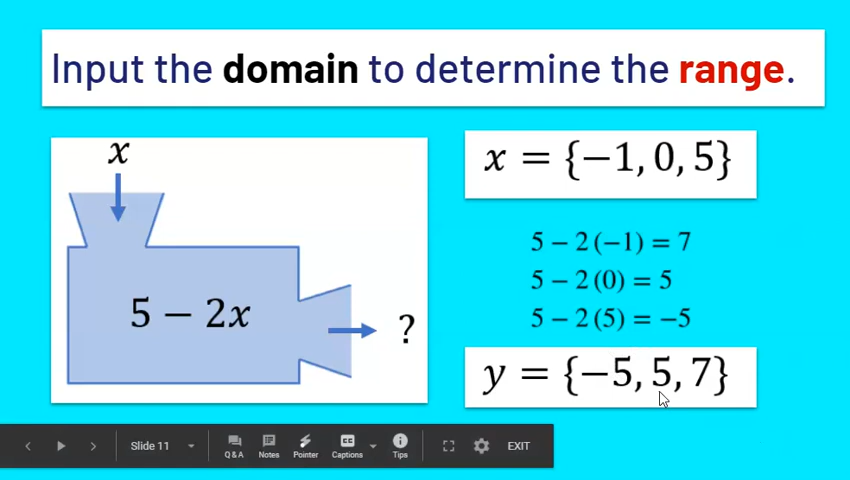 Input the domain to determine the range.
x
5 − 2x
?
x = {−1, 0, 5}
5 − 2 (−1) = 7
5 − 2 (0) = 5
5 − 2 (5) = −5
y = {−5, 5, 7}
Slide 11
Q & A
Notes
Pointer
Captions
Tips
EXIT